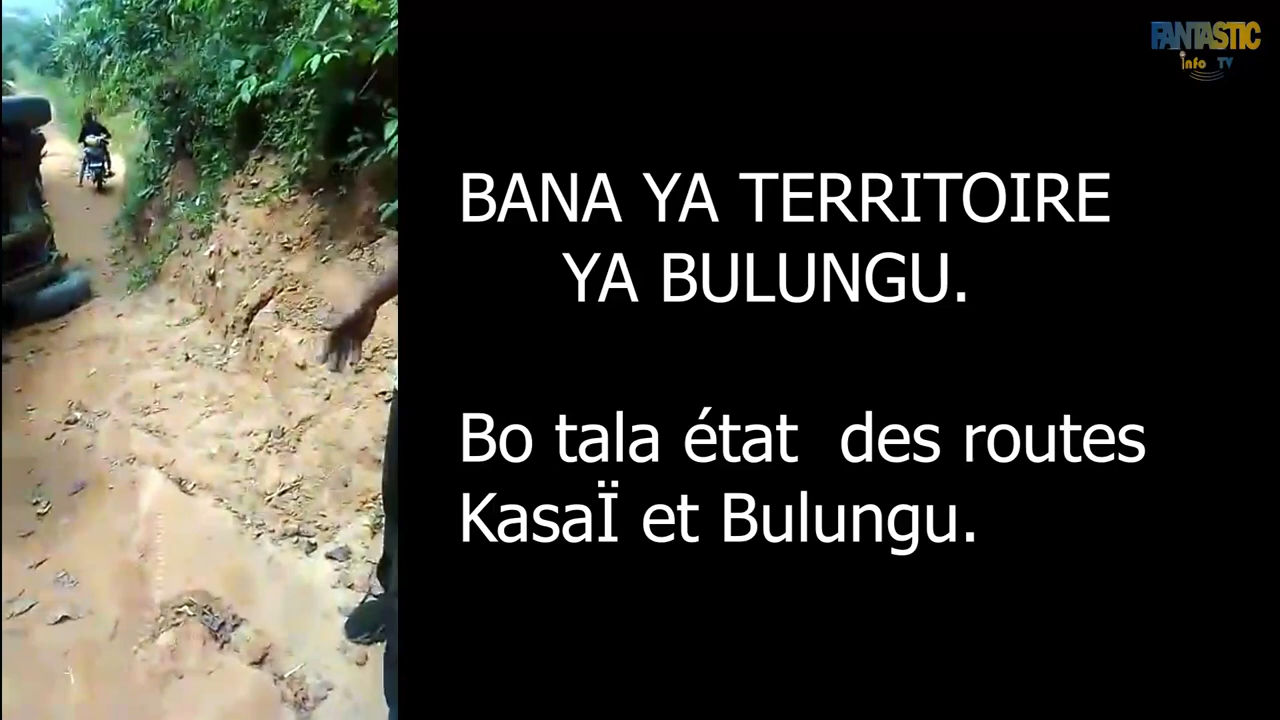 FANTASTIC
info TV
BANA YA TERRITOIRE
YA BULUNGU.
Bo tala état des routes
KasaÏ et Bulungu.